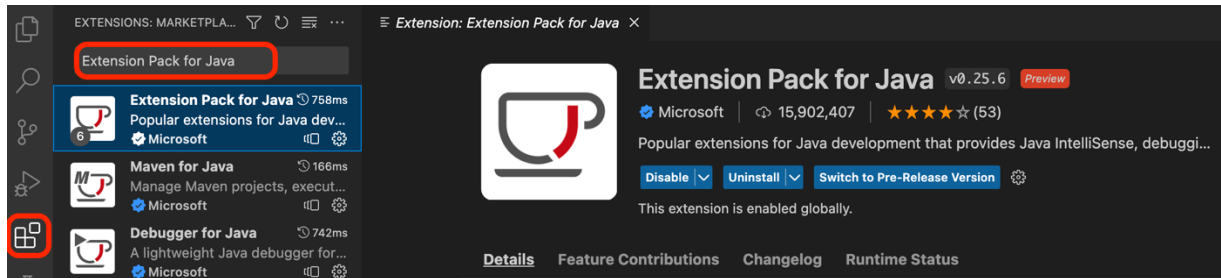 EXTENSIONS: MARKETPLA...
Extension Pack for Java
Extension Pack for Java 758ms
Popular extensions for Java dev...
6
Microsoft
Maven for Java 166ms
Manage Maven projects, execut...
Microsoft
Debugger for Java 742ms
A lightweight Java debugger for...
Microsoft
Extension: Extension Pack for Java
Extension Pack for Java v0.25.6 Preview
Microsoft 15,902,407 (53)
Popular extensions for Java development that provides Java IntelliSense, debuggi...
Disable Uninstall Switch to Pre-Release Version
This extension is enabled globally.
Details Feature Contributions Changelog Runtime Status